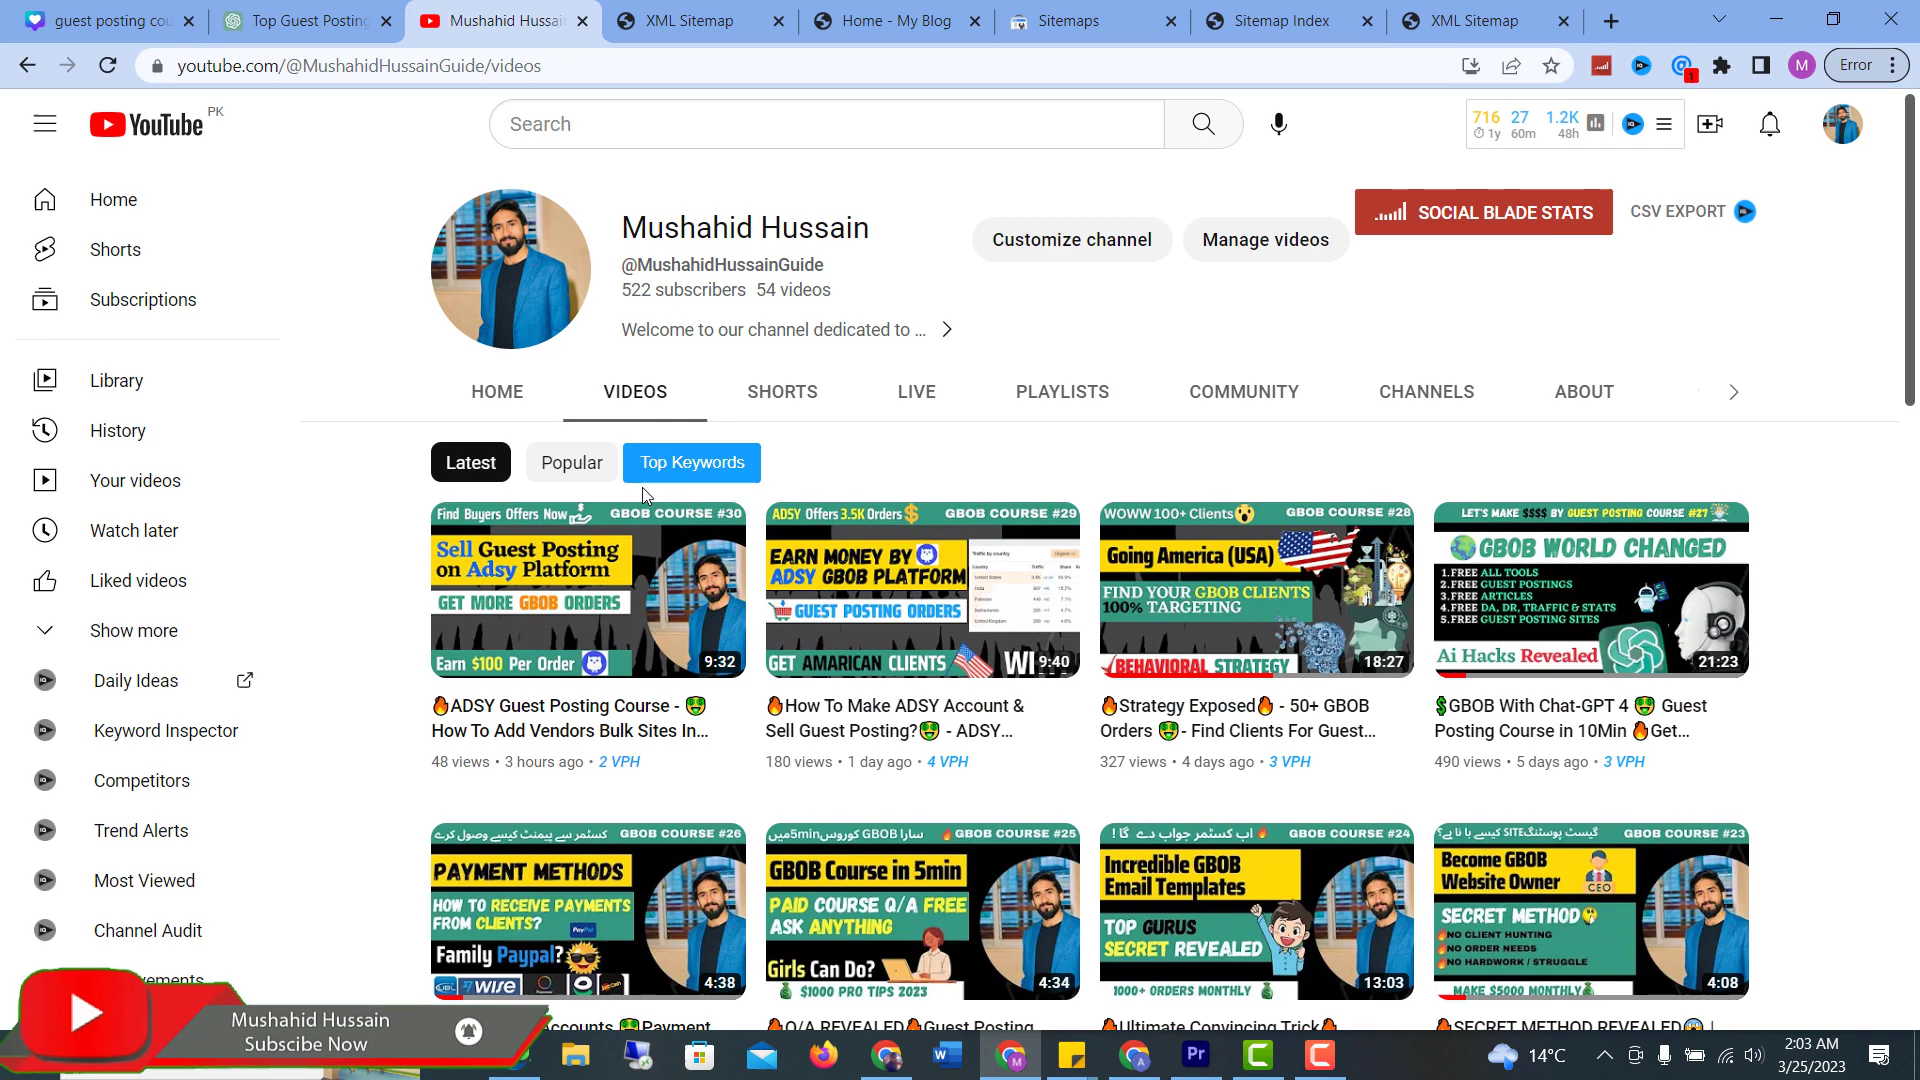 guest posting cou
Top Guest Posting
Mushahid Hussain
XML Sitemap
Home - My Blog
Sitemaps
Sitemap Index
XML Sitemap
youtube.com/@MushahidHussainGuide/videos
1
M
Error
YouTube PK
Search
716 27 1.2K
1y 60m 48h
Home
Shorts
Subscriptions
Library
History
Your videos
Watch later
Liked videos
Show more
Daily Ideas
Keyword Inspector
Competitors
Trend Alerts
Most Viewed
Channel Audit
Mushahid Hussain
@MushahidHussainGuide
522 subscribers 54 videos
Welcome to our channel dedicated to ...
Customize channel
Manage videos
SOCIAL BLADE STATS
CSV EXPORT
HOME
VIDEOS
SHORTS
LIVE
PLAYLISTS
COMMUNITY
CHANNELS
ABOUT
Latest
Popular
Top Keywords
Find Buyers Offers Now GBOB COURSE #30
Sell Guest Posting
on Adsy Platform
GET MORE GBOB ORDERS
Earn $100 Per Order
9:32
🔥ADSY Guest Posting Course - 🤑
How To Add Vendors Bulk Sites In...
48 views • 3 hours ago • 2 VPH
ADSY Offers 3.5K Orders GBOB COURSE #29
EARN MONEY BY
ADSY GBOB PLATFORM
GUEST POSTING ORDERS
GET AMARICAN CLIENTS
Traffic by country
9:40
🔥How To Make ADSY Account &
Sell Guest Posting?🤑 - ADSY...
180 views • 1 day ago • 4 VPH
WOWW 100+ Clients😮 GBOB COURSE #28
Going America (USA)
FIND YOUR GBOB CLIENTS
100% TARGETING
BEHAVIORAL STRATEGY
18:27
🔥Strategy Exposed🔥 - 50+ GBOB
Orders 🤑- Find Clients For Guest...
327 views • 4 days ago • 3 VPH
LET'S MAKE $$$$ BY GUEST POSTING COURSE #27
GBOB WORLD CHANGED
1.FREE ALL TOOLS
2.FREE GUEST POSTINGS
3.FREE ARTICLES
4.FREE DA, DR, TRAFFIC & STATS
5.FREE GUEST POSTING SITES
Ai Hacks Revealed
21:23
💲GBOB With Chat-GPT 4 🤑 Guest
Posting Course in 10Min 🔥Get...
490 views • 5 days ago • 3 VPH
کسٹمر سے پیمنٹ کیسے وصول کرے GBOB COURSE #26
PAYMENT METHODS
HOW TO RECEIVE PAYMENTS
FROM CLIENTS?
PayPal
Family Paypal?
UBL WISE
4:38
سارا GBOB کورس 5minمیں GBOB COURSE #25
GBOB Course in 5min
PAID COURSE Q/A FREE
ASK ANYTHING
Girls Can Do?
$1000 PRO TIPS 2023
4:34
اب کسٹمر جواب دے گا ! GBOB COURSE #24
Incredible GBOB
Email Templates
TOP GURUS
SECRET REVEALED
1000+ ORDERS MONTHLY
13:03
گیسٹ پوسٹنگ SITE کیسے بنائے؟ GBOB COURSE #23
Become GBOB
Website Owner
CEO
SECRET METHOD
NO CLIENT HUNTING
NO ORDER NEEDS
NO HARDWORK / STRUGGLE
MAKE $5000 MONTHLY
4:08
Accounts 🤑Payment
🔥Q/A REVEALED🔥Guest Posting
🔥Ultimate Convincing Trick🔥
🔥SECRET METHOD REVEALED😱 |
Mushahid Hussain
Subscibe Now
14°C
2:03 AM
3/25/2023